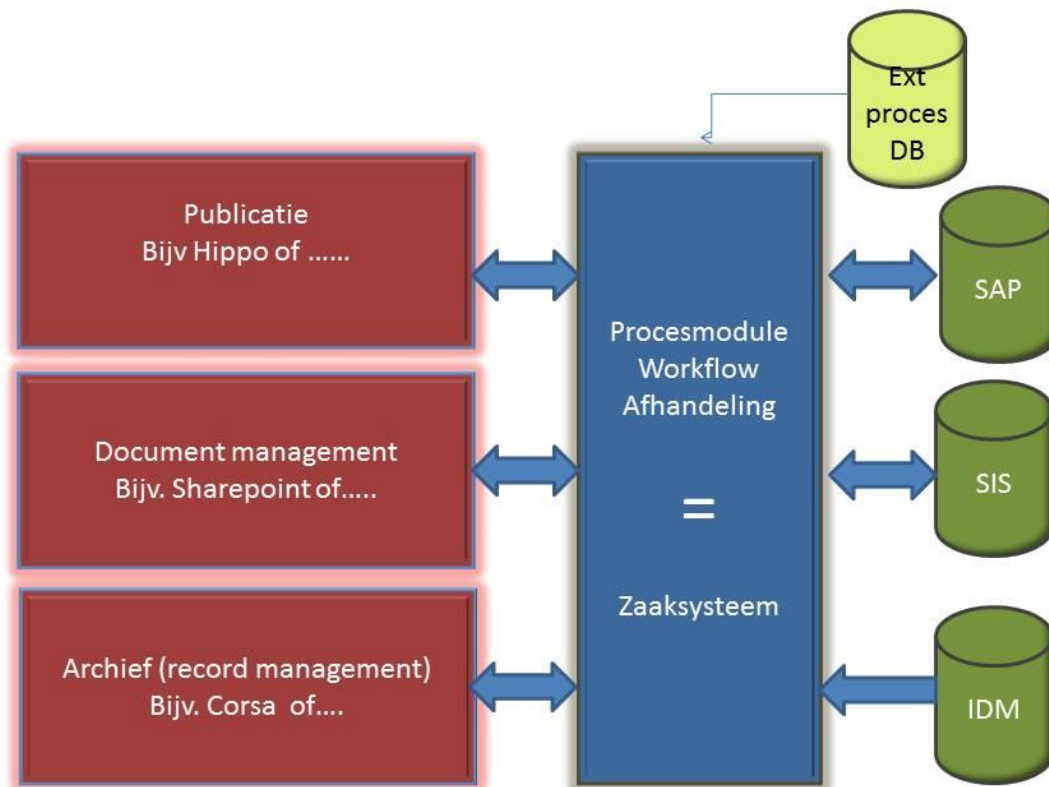 Ext
proces
DB
Publicatie
Bijv Hippo of ……
Document management
Bijv. Sharepoint of…..
Archief (record management)
Bijv. Corsa  of….
Procesmodule
Workflow
Afhandeling
=
Zaaksysteem
SAP
SIS
IDM